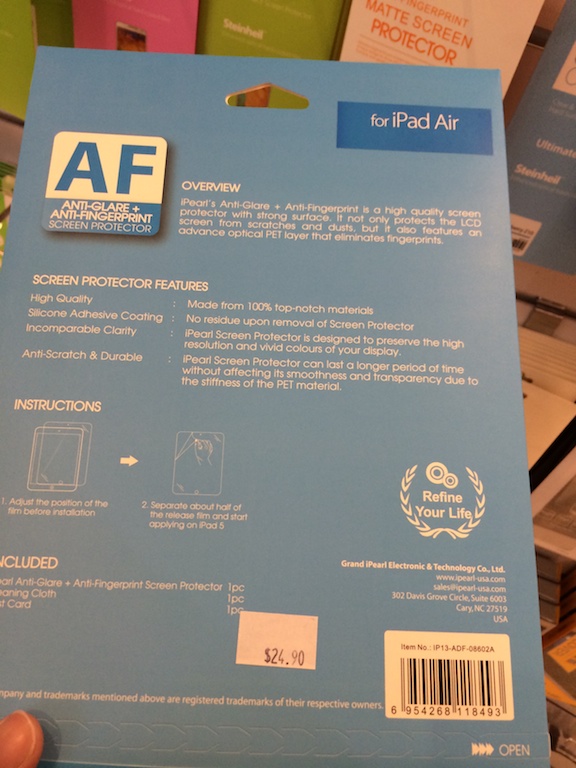 Steinheil
FINGERPRINT
MATTE SCREEN
PROTECTOR
for iPad Air
AF
ANTI-GLARE +
ANTI-FINGERPRINT
SCREEN PROTECTOR
OVERVIEW
iPearl's Anti-Glare + Anti-Fingerprint is a high quality screen
protector with strong surface. It not only protects the LCD
screen from scratches and dusts, but it also features an
advance optical PET layer that eliminates fingerprints.
Ultimate
Steinheil
SCREEN PROTECTOR FEATURES
High Quality : Made from 100% top-notch materials
Silicone Adhesive Coating : No residue upon removal of Screen Protector
Incomparable Clarity : iPearl Screen Protector is designed to preserve the high
resolution and vivid colours of your display.
Anti-Scratch & Durable : iPearl Screen Protector can last a longer period of time
without affecting its smoothness and transparency due to
the stiffness of the PET material.
INSTRUCTIONS
1. Adjust the position of the
film before installation
2. Separate about half of
the release film and start
applying on iPad 5
Refine
Your Life
NCLUDED
earl Anti-Glare + Anti-Fingerprint Screen Protector 1pc
eaning Cloth 1pc
st Card 1pc
Grand iPearl Electronic & Technology Co., Ltd.
www.ipearl-usa.com
sales@ipearl-usa.com
302 Davis Grove Circle, Suite 6003
Cary, NC 27519
USA
$24.90
Item No.: IP13-ADF-08602A
6 954268 118493
mpany and trademarks mentioned above are registered trademarks of their respective owners.
OPEN